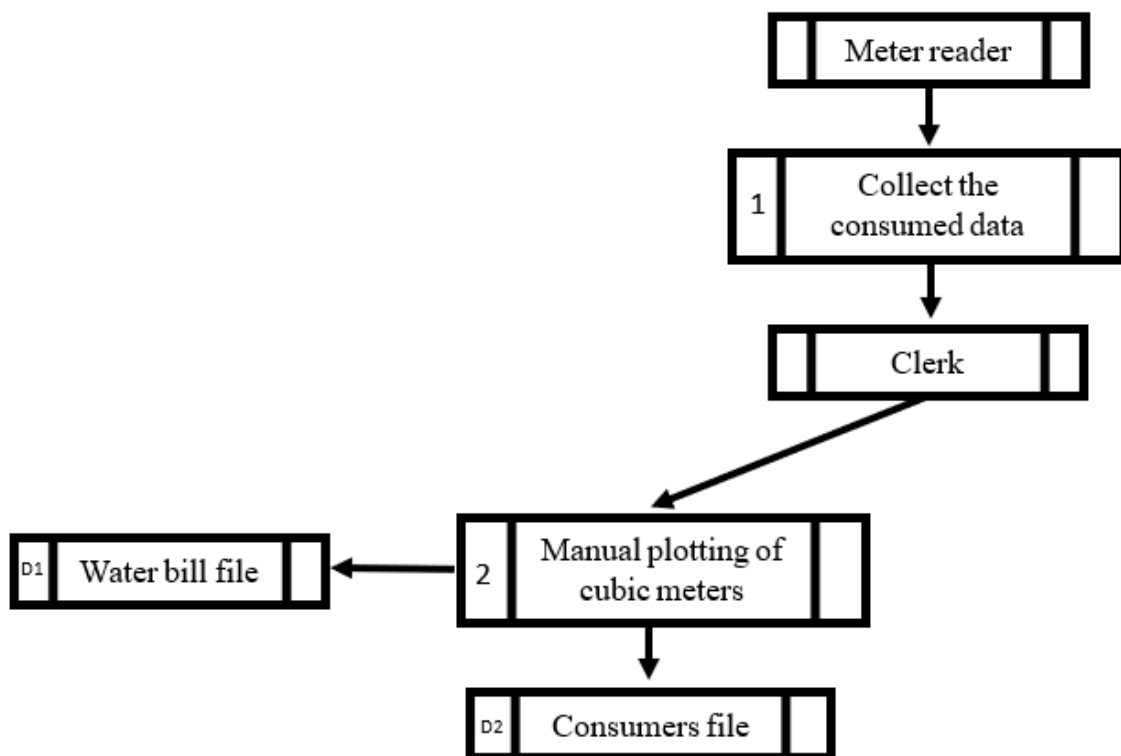 Meter reader
1
Collect the
consumed data
Clerk
2
Manual plotting of
cubic meters
D1
Water bill file
D2
Consumers file